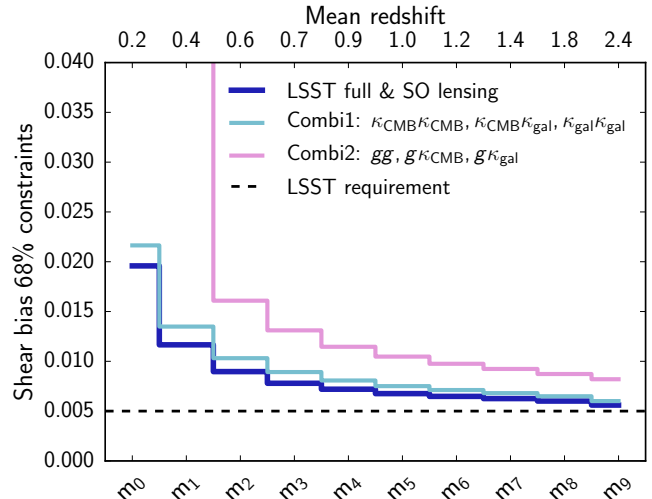 Mean redshift
0.2 0.4 0.6 0.7 0.9 1.0 1.2 1.4 1.8 2.4
Shear bias 68% constraints
0.040
0.035
0.030
0.025
0.020
0.015
0.010
0.005
0.000
LSST full & SO lensing
Combi1: κCMBκCMB, κCMBκgal, κgalκgal
Combi2: gg, gκCMB, gκgal
LSST requirement
m0 m1 m2 m3 m4 m5 m6 m7 m8 m9